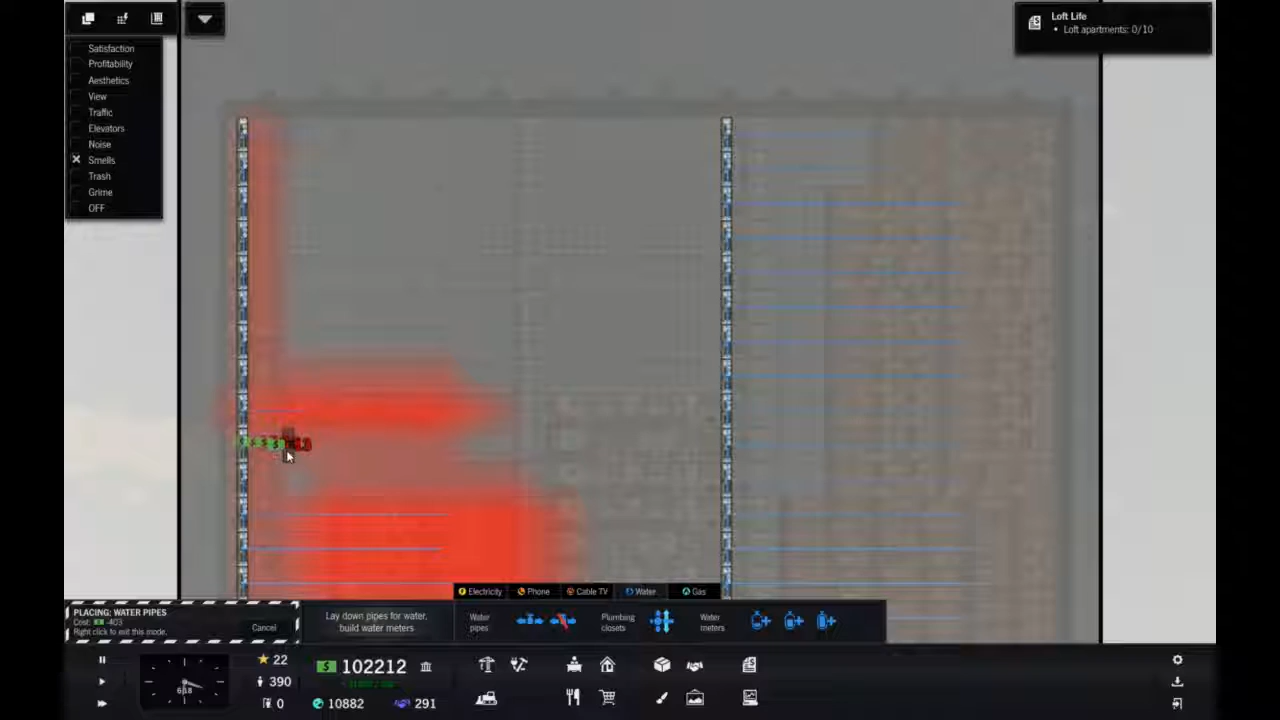 Loft Life
• Loft apartments: 0/10
Satisfaction
Profitability
Aesthetics
View
Traffic
Elevators
Noise
Smells
Trash
Grime
OFF
Electricity
Phone
Cable TV
Water
Gas
PLACING: WATER PIPES
Cost: -403
Right click to exit this mode.
Cancel
Lay down pipes for water,
build water meters
Water
pipes
Plumbing
closets
Water
meters
22
390
0
102212
10882
291